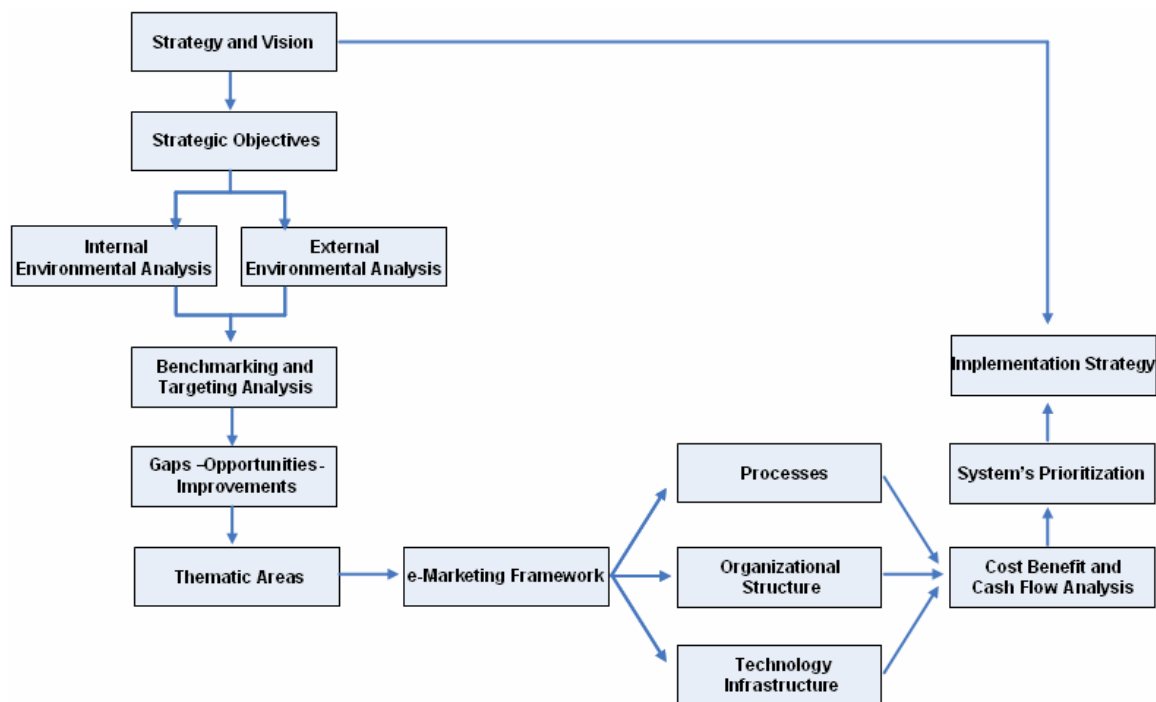 Strategy and Vision
Strategic Objectives
Internal
Environmental Analysis
External
Environmental Analysis
Benchmarking and
Targeting Analysis
Gaps –Opportunities-
Improvements
Thematic Areas
e-Marketing Framework
Processes
Organizational
Structure
Technology
Infrastructure
Cost Benefit and
Cash Flow Analysis
System's Prioritization
Implementation Strategy